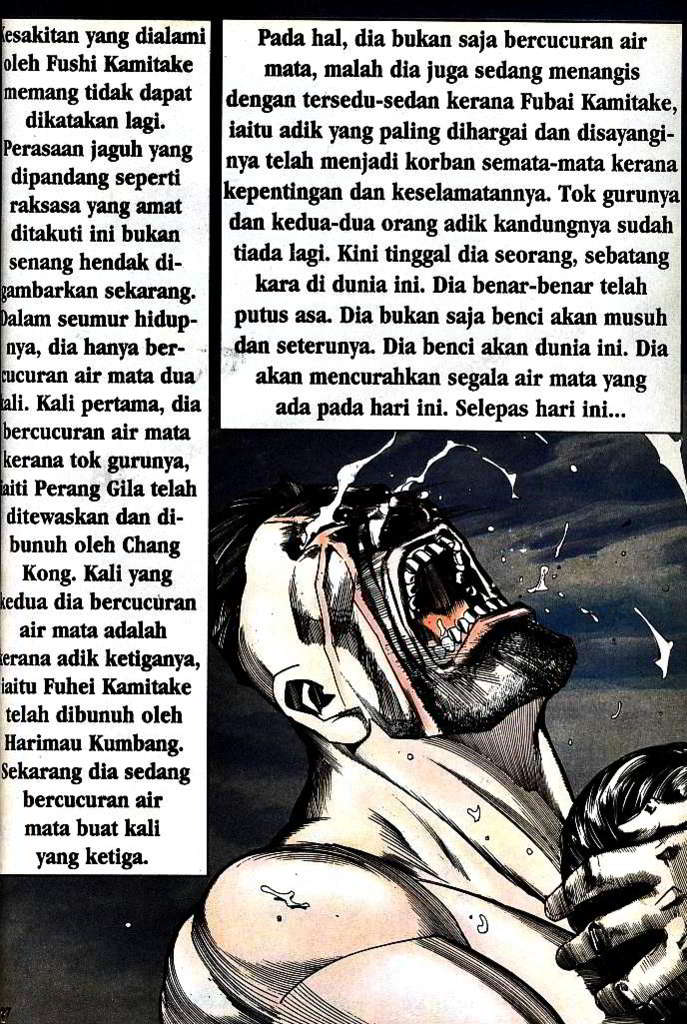 Kesakitan yang dialami
oleh Fushi Kamitake
memang tidak dapat
dikatakan lagi.
Perasaan jaguh yang
dipandang seperti
raksasa yang amat
ditakuti ini bukan
senang hendak di-
gambarkan sekarang.
Dalam seumur hidup-
nya, dia hanya ber-
cucuran air mata dua
kali. Kali pertama, dia
bercucuran air mata
kerana tok gurunya,
iaiti Perang Gila telah
ditewaskan dan di-
bunuh oleh Chang
Kong. Kali yang
kedua dia bercucuran
air mata adalah
kerana adik ketiganya,
iaitu Fuhei Kamitake
telah dibunuh oleh
Harimau Kumbang.
Sekarang dia sedang
bercucuran air
mata buat kali
yang ketiga.
Pada hal, dia bukan saja bercucuran air
mata, malah dia juga sedang menangis
dengan tersedu-sedan kerana Fubai Kamitake,
iaitu adik yang paling dihargai dan disayangi-
nya telah menjadi korban semata-mata kerana
kepentingan dan keselamatannya. Tok gurunya
dan kedua-dua orang adik kandungnya sudah
tiada lagi. Kini tinggal dia seorang, sebatang
kara di dunia ini. Dia benar-benar telah
putus asa. Dia bukan saja benci akan musuh
dan seterunya. Dia benci akan dunia ini. Dia
akan mencurahkan segala air mata yang
ada pada hari ini. Selepas hari ini...